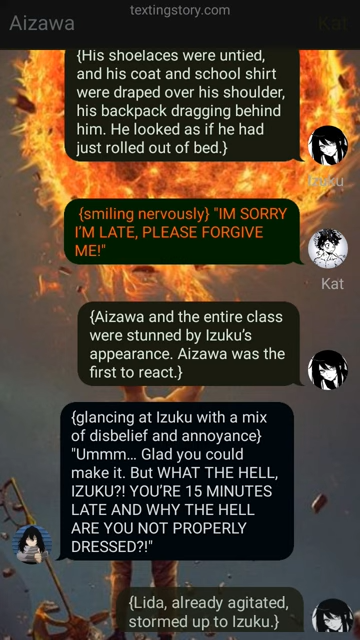 textingstory.com
Aizawa
Kat
{His shoelaces were untied,
and his coat and school shirt
were draped over his shoulder,
his backpack dragging behind
him. He looked as if he had
just rolled out of bed.}
Izuku
{smiling nervously} "IM SORRY
I'M LATE, PLEASE FORGIVE
ME!"
Kat
{Aizawa and the entire class
were stunned by Izuku's
appearance. Aizawa was the
first to react.}
{glancing at Izuku with a mix
of disbelief and annoyance}
"Ummm... Glad you could
make it. But WHAT THE HELL,
IZUKU?! YOU'RE 15 MINUTES
LATE AND WHY THE HELL
ARE YOU NOT PROPERLY
DRESSED?!"
{Lida, already agitated,
stormed up to Izuku.}